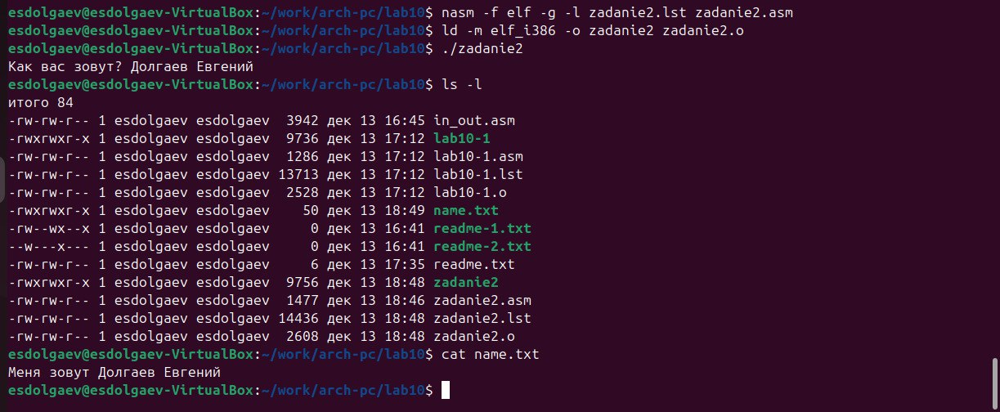 esdolgaev@esdolgaev-VirtualBox:~/work/arch-pc/lab10$ nasm -f elf -g -l zadanie2.lst zadanie2.asm
esdolgaev@esdolgaev-VirtualBox:~/work/arch-pc/lab10$ ld -m elf_i386 -o zadanie2 zadanie2.o
esdolgaev@esdolgaev-VirtualBox:~/work/arch-pc/lab10$ ./zadanie2
Как вас зовут? Долгаев Евгений
esdolgaev@esdolgaev-VirtualBox:~/work/arch-pc/lab10$ ls -l
итого 84
-rw-rw-r-- 1 esdolgaev esdolgaev  3942 дек 13 16:45 in_out.asm
-rwxrwxr-x 1 esdolgaev esdolgaev  9736 дек 13 17:12 lab10-1
-rw-rw-r-- 1 esdolgaev esdolgaev  1286 дек 13 17:12 lab10-1.asm
-rw-rw-r-- 1 esdolgaev esdolgaev 13713 дек 13 17:12 lab10-1.lst
-rw-rw-r-- 1 esdolgaev esdolgaev  2528 дек 13 17:12 lab10-1.o
-rwxrwxr-x 1 esdolgaev esdolgaev    50 дек 13 18:49 name.txt
-rw--wx--x 1 esdolgaev esdolgaev     0 дек 13 16:41 readme-1.txt
--w---x--- 1 esdolgaev esdolgaev     0 дек 13 16:41 readme-2.txt
-rw-rw-r-- 1 esdolgaev esdolgaev     6 дек 13 17:35 readme.txt
-rwxrwxr-x 1 esdolgaev esdolgaev  9756 дек 13 18:48 zadanie2
-rw-rw-r-- 1 esdolgaev esdolgaev  1477 дек 13 18:46 zadanie2.asm
-rw-rw-r-- 1 esdolgaev esdolgaev 14436 дек 13 18:48 zadanie2.lst
-rw-rw-r-- 1 esdolgaev esdolgaev  2608 дек 13 18:48 zadanie2.o
esdolgaev@esdolgaev-VirtualBox:~/work/arch-pc/lab10$ cat name.txt
Меня зовут Долгаев Евгений
esdolgaev@esdolgaev-VirtualBox:~/work/arch-pc/lab10$